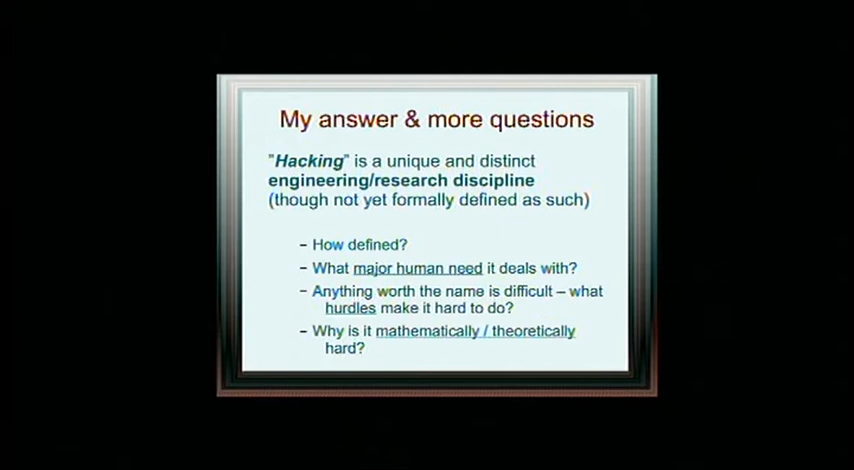 My answer & more questions
"Hacking" is a unique and distinct
engineering/research discipline
(though not yet formally defined as such)
– How defined?
– What major human need it deals with?
– Anything worth the name is difficult – what
hurdles make it hard to do?
– Why is it mathematically / theoretically
hard?